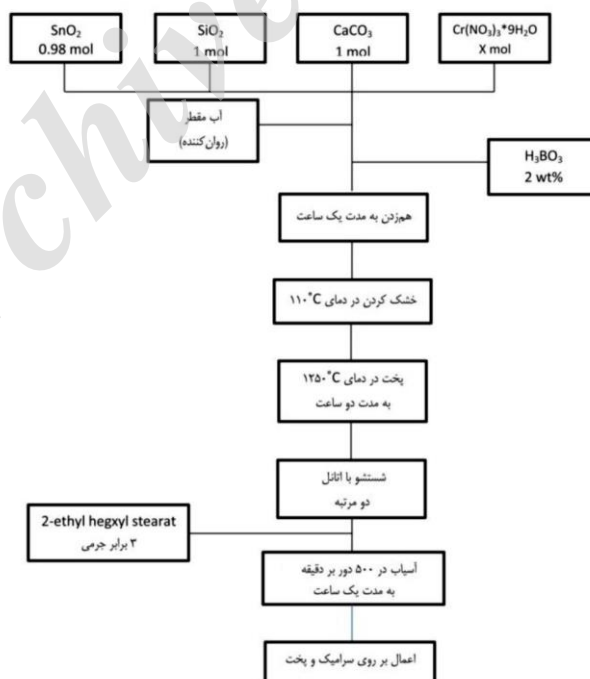 SnO₂
0.98 mol
SiO₂
1 mol
CaCO₃
1 mol
Cr(NO₃)₃*9H₂O
X mol
آب مقطر
(روان‌کننده)
H₃BO₃
2 wt%
هم‌زدن به مدت یک ساعت
خشک کردن در دمای ۱۱۰°C
پخت در دمای ۱۲۵۰°C
به مدت دو ساعت
شستشو با اتانل
دو مرتبه
2-ethyl hegxyl stearat
۳ برابر جرمی
آسیاب در ۵۰۰ دور بر دقیقه
به مدت یک ساعت
اعمال بر روی سرامیک و پخت
chive